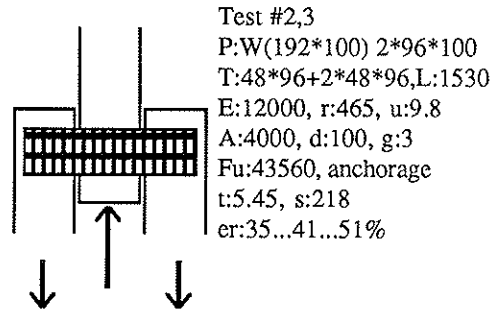 Test #2,3
P:W(192*100) 2*96*100
T:48*96+2*48*96,L:1530
E:12000, r:465, u:9.8
A:4000, d:100, g:3
Fu:43560, anchorage
t:5.45, s:218
er:35...41...51%